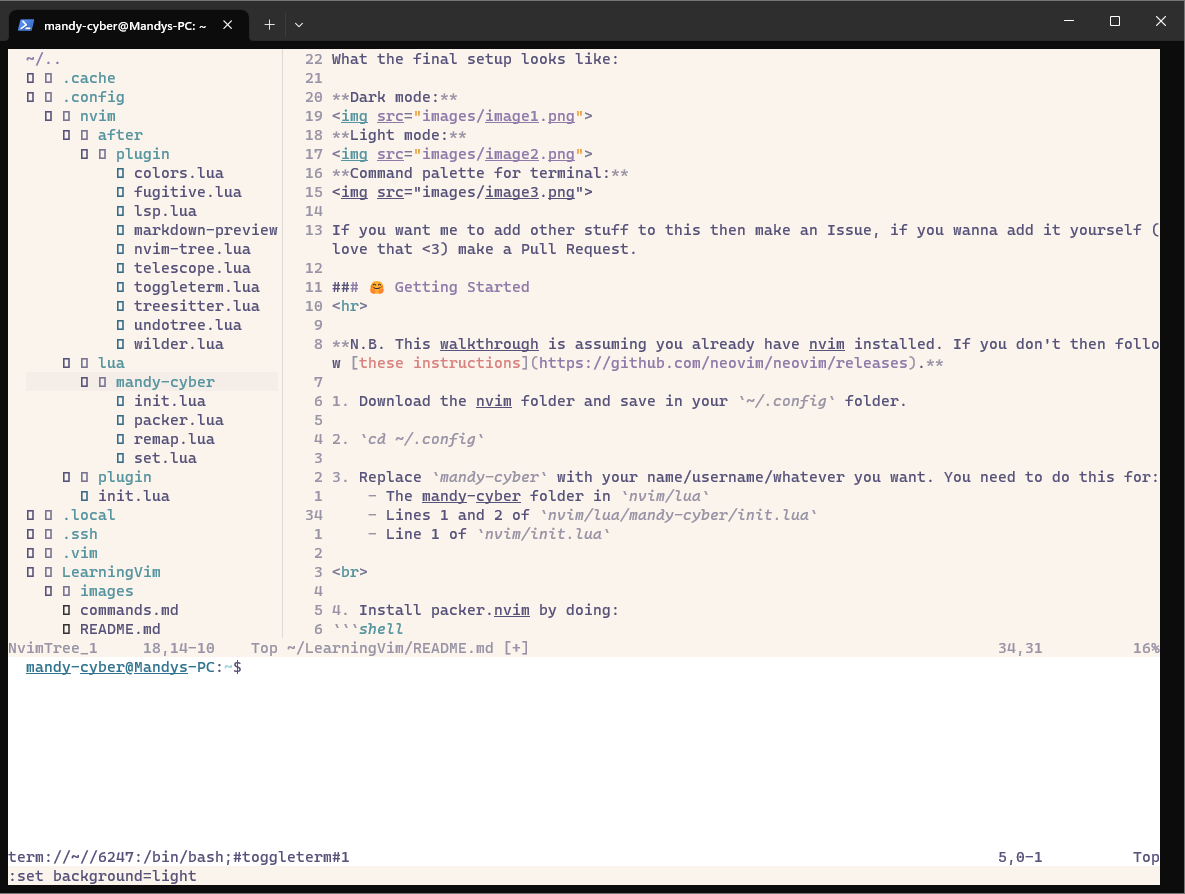 mandy-cyber@Mandys-PC: ~
~/..
.cache
.config
nvim
after
plugin
colors.lua
fugitive.lua
lsp.lua
markdown-preview
nvim-tree.lua
telescope.lua
toggleterm.lua
treesitter.lua
undotree.lua
wilder.lua
lua
mandy-cyber
init.lua
packer.lua
remap.lua
set.lua
plugin
init.lua
.local
.ssh
.vim
LearningVim
images
commands.md
README.md
22 What the final setup looks like:
21
20 **Dark mode:**
19 <img src="images/image1.png">
18 **Light mode:**
17 <img src="images/image2.png">
16 **Command palette for terminal:**
15 <img src="images/image3.png">
14
13 If you want me to add other stuff to this then make an Issue, if you wanna add it yourself (
love that <3) make a Pull Request.
12
11 ### 🤗 Getting Started
10 <hr>
9
8 **N.B. This walkthrough is assuming you already have nvim installed. If you don't then follo
w [these instructions](https://github.com/neovim/neovim/releases).**
7
6 1. Download the nvim folder and save in your `~/.config` folder.
5
4 2. `cd ~/.config`
3
2 3. Replace `mandy-cyber` with your name/username/whatever you want. You need to do this for:
1 - The mandy-cyber folder in `nvim/lua`
34 - Lines 1 and 2 of `nvim/lua/mandy-cyber/init.lua`
1 - Line 1 of `nvim/init.lua`
2
3 <br>
4
5 4. Install packer.nvim by doing:
6 ```shell
NvimTree_1 18,14-10 Top ~/LearningVim/README.md [+] 34,31 16%
mandy-cyber@Mandys-PC:~$
term://~//6247:/bin/bash;#toggleterm#1 5,0-1 Top
:set background=light